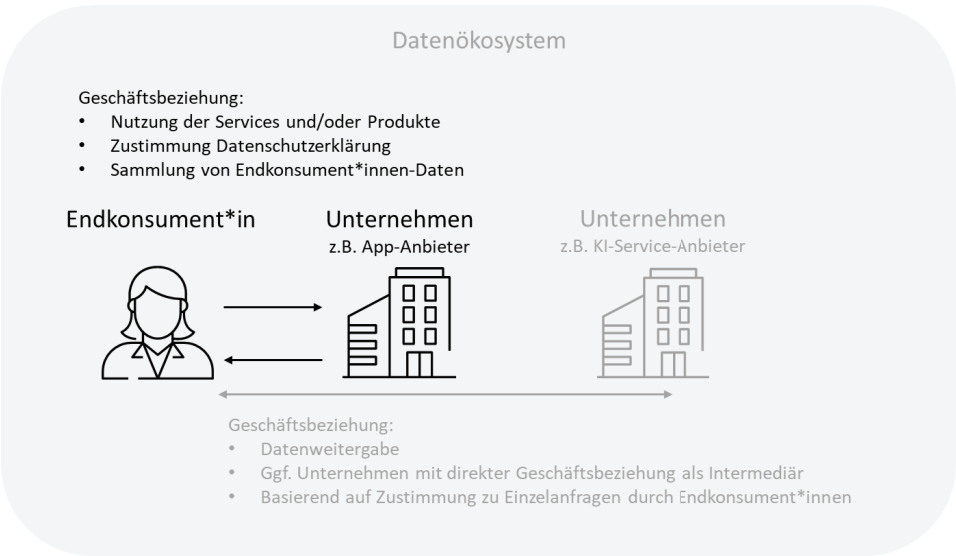 Datenökosystem
Geschäftsbeziehung:
• Nutzung der Services und/oder Produkte
• Zustimmung Datenschutzerklärung
• Sammlung von Endkonsument*innen-Daten
Endkonsument*in
Unternehmen
z.B. App-Anbieter
Unternehmen
z.B. KI-Service-Anbieter
Geschäftsbeziehung:
• Datenweitergabe
• Ggf. Unternehmen mit direkter Geschäftsbeziehung als Intermediär
• Basierend auf Zustimmung zu Einzelanfragen durch Endkonsument*innen